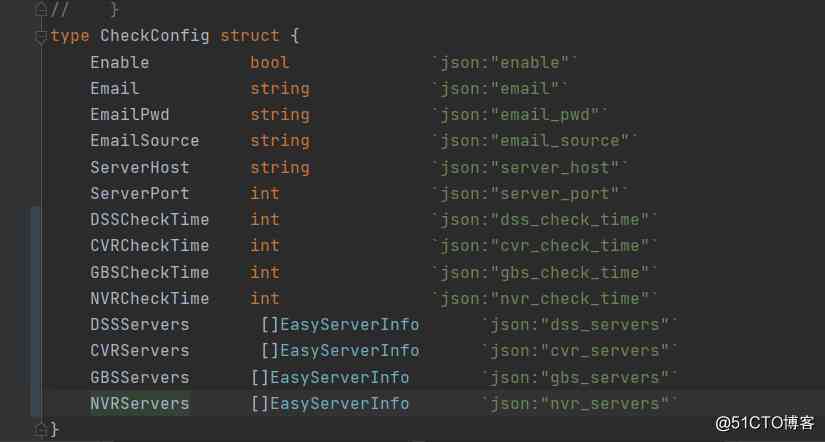 //    }
type CheckConfig struct {
    Enable          bool              `json:"enable"`
    Email           string            `json:"email"`
    EmailPwd        string            `json:"email_pwd"`
    EmailSource     string            `json:"email_source"`
    ServerHost      string            `json:"server_host"`
    ServerPort      int               `json:"server_port"`
    DSSCheckTime    int               `json:"dss_check_time"`
    CVRCheckTime    int               `json:"cvr_check_time"`
    GBSCheckTime    int               `json:"gbs_check_time"`
    NVRCheckTime    int               `json:"nvr_check_time"`
    DSSServers       []EasyServerInfo      `json:"dss_servers"`
    CVRServers       []EasyServerInfo      `json:"cvr_servers"`
    GBSServers      []EasyServerInfo       `json:"gbs_servers"`
    NVRServers      []EasyServerInfo       `json:"nvr_servers"`
}
@51CTO博客